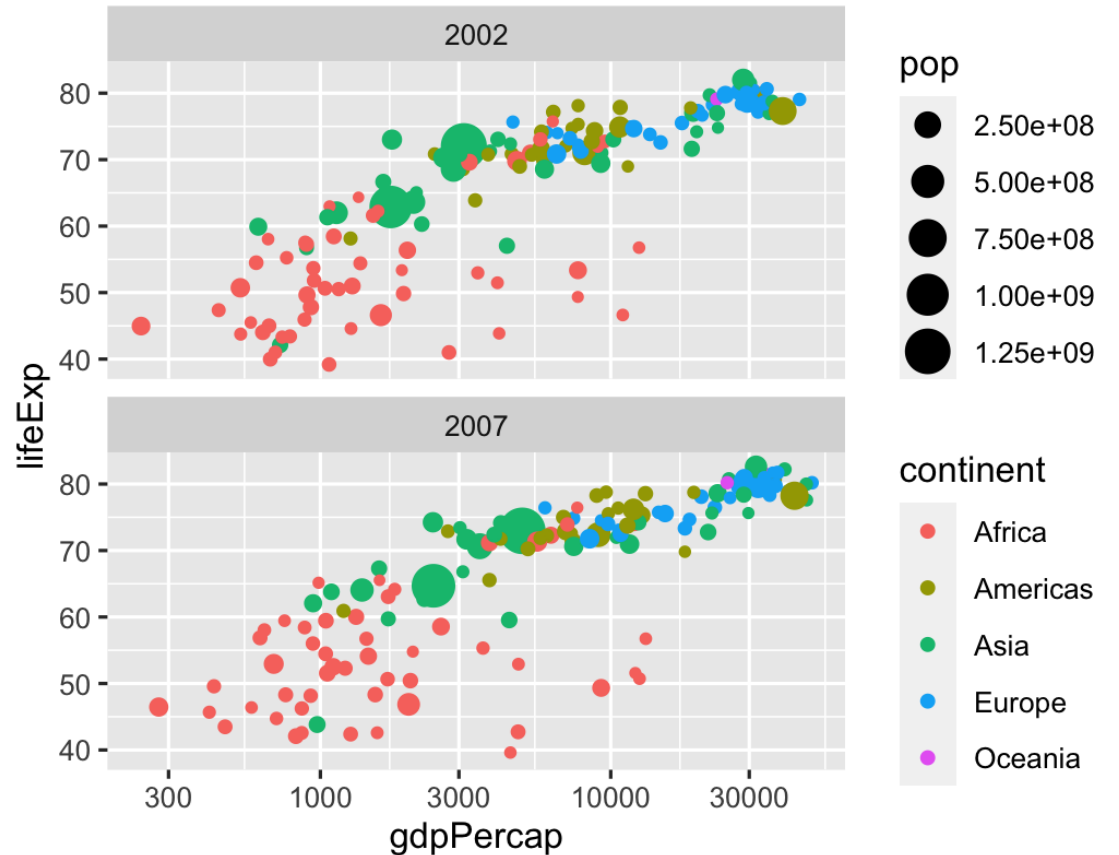 2002
80
70
60
50
40
2007
80
70
60
50
40
300 1000 3000 10000 30000
gdpPercap
lifeExp
pop
2.50e+08
5.00e+08
7.50e+08
1.00e+09
1.25e+09
continent
Africa
Americas
Asia
Europe
Oceania